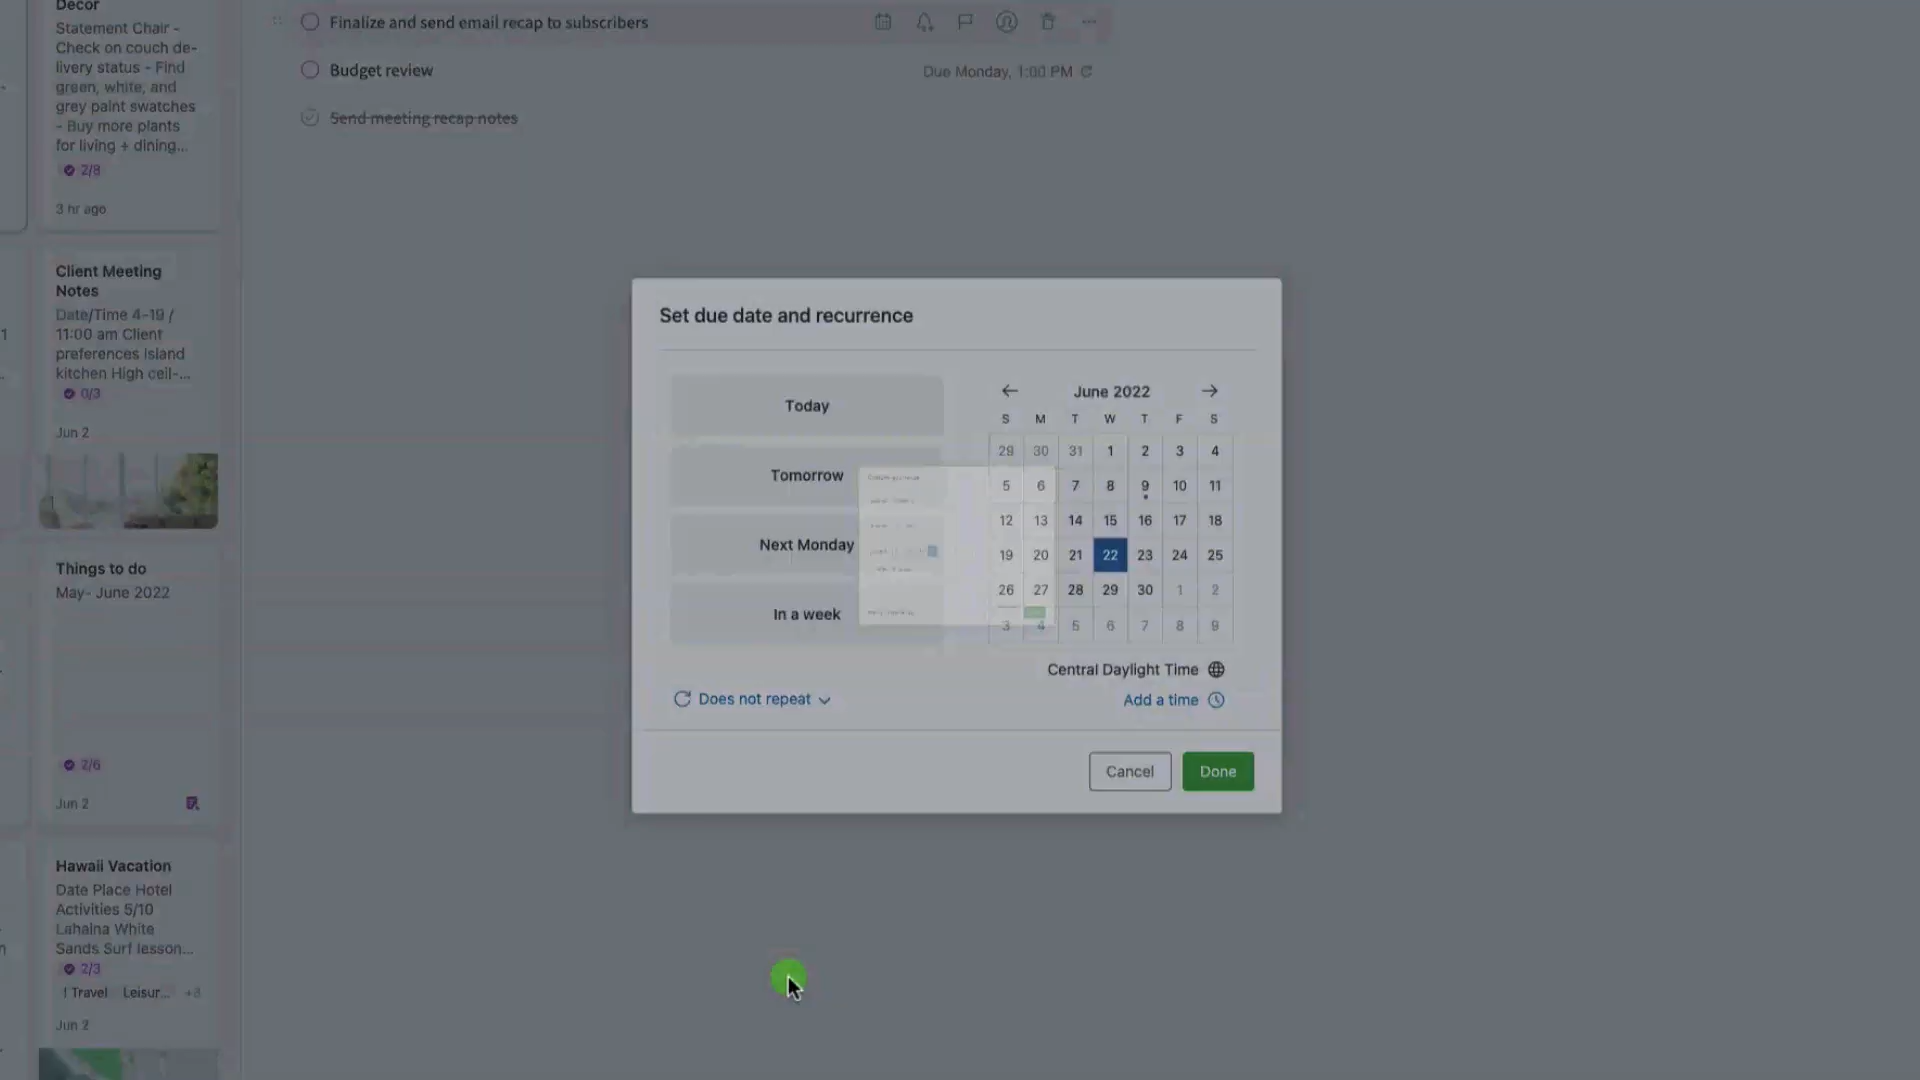 Decor
Statement Chair -
Check on couch de-
livery status - Find
green, white, and
grey paint swatches
- Buy more plants
for living + dining...
2/8
3 hr ago
Client Meeting
Notes
Date/Time 4-19 /
11:00 am Client
preferences Island
kitchen High ceil-...
0/3
Jun 2
Things to do
May- June 2022
2/6
Jun 2
Hawaii Vacation
Date Place Hotel
Activities 5/10
Lahaina White
Sands Surf lesson...
2/3
! Travel Leisur... +3
Jun 2
Finalize and send email recap to subscribers
Budget review
Due Monday, 1:00 PM
Send meeting recap notes
Set due date and recurrence
Today
Tomorrow
Next Monday
In a week
June 2022
S M T W T F S
29 30 31 1 2 3 4
5 6 7 8 9 10 11
12 13 14 15 16 17 18
19 20 21 22 23 24 25
26 27 28 29 30 1 2
3 4 5 6 7 8 9
Central Daylight Time
Does not repeat
Add a time
Cancel
Done